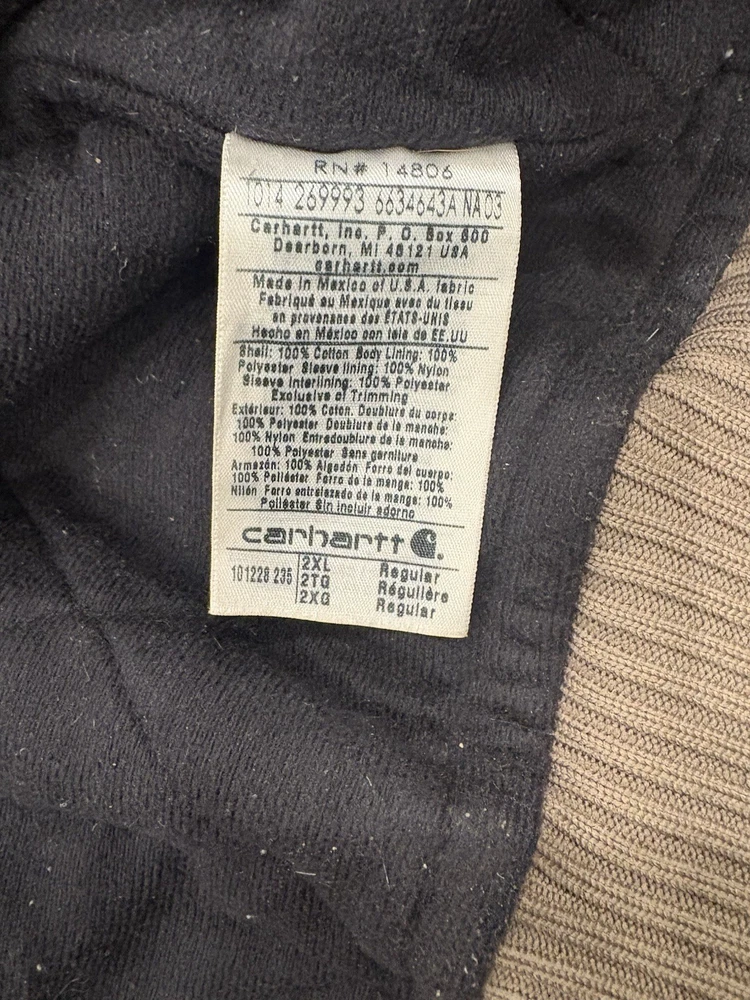 RN# 14806
1014 269993 6634643A NA03
Carhartt, Inc. P. O. Box 600
Dearborn, MI 48121 USA
carhartt.com
Made in Mexico of U.S.A. fabric
Fabriqué au Mexique avec du tissu
en provenance des ÉTATS-UNIS
Hecho en México con tela de EE.UU
Shell: 100% Cotton Body Lining: 100%
Polyester Sleeve lining: 100% Nylon
Sleeve Interlining: 100% Polyester
Exclusive of Trimming
Extérieur: 100% Coton. Doublure du corps:
100% Polyester Doublure de la manche:
100% Nylon Entredoublure de la manche:
100% Polyester Sans garniture
Armazón: 100% Algodón Forro del cuerpo:
100% Poliéster Forro de la manga: 100%
Nilón Forro entrelazado de la manga: 100%
Poliéster Sin incluir adorno
carhartt
101228 235 2XL Regular
2TG Régulière
2XG Regular